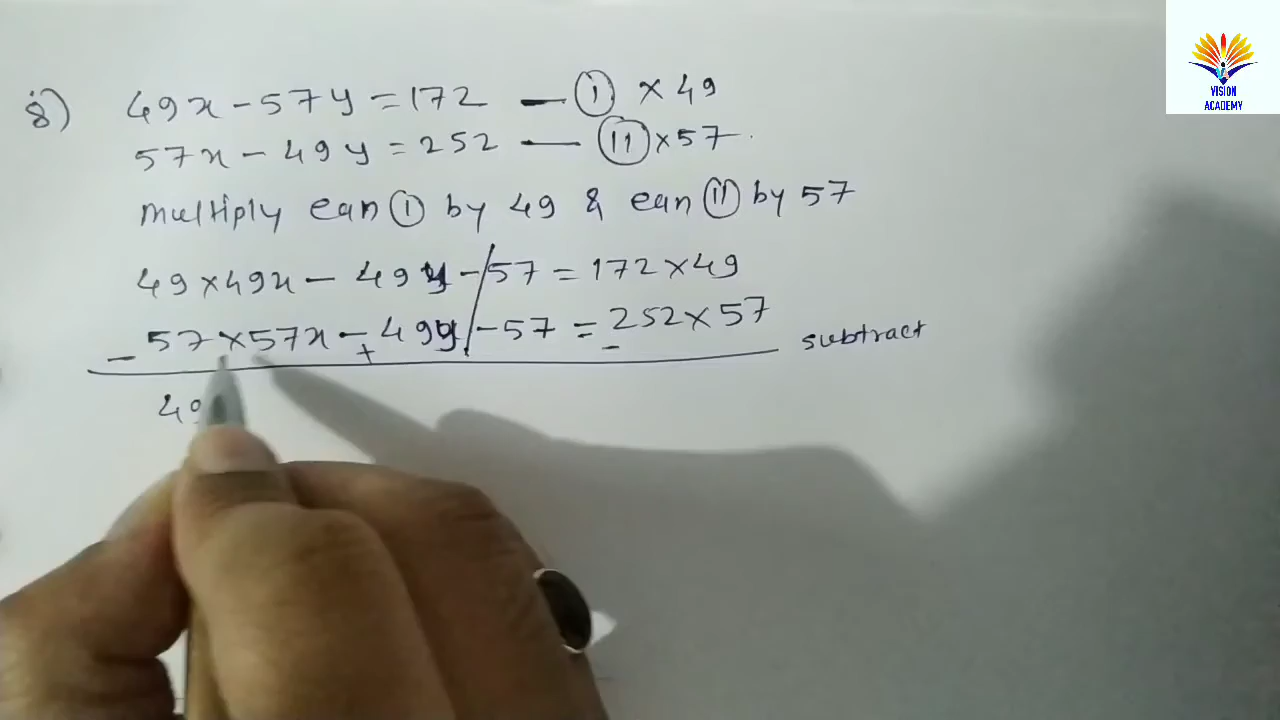 8) 49x - 57y = 172 — (I) × 49
57x - 49y = 252 — (II) × 57.
Multiply eqn (I) by 49 & eqn (II) by 57
49 × 49x - 49y - 57 = 172 × 49
57 × 57x - 49y - 57 = 252 × 57
- + - subtract
49
VISION
ACADEMY